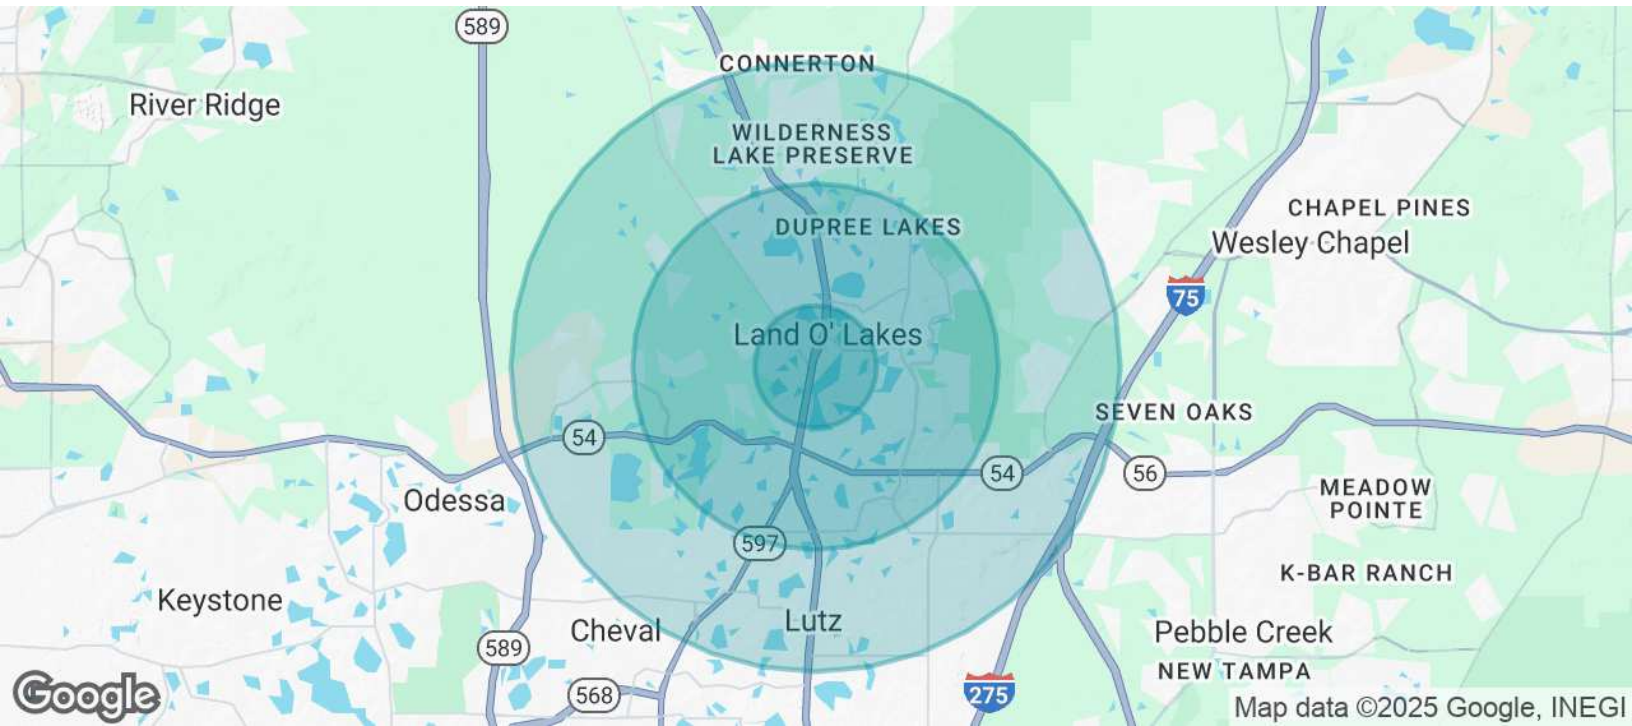 589
CONNERTON
River Ridge
WILDERNESS
LAKE PRESERVE
CHAPEL PINES
DUPREE LAKES
Wesley Chapel
75
Land O' Lakes
SEVEN OAKS
54
54
56
Odessa
MEADOW
POINTE
597
K-BAR RANCH
Keystone
Cheval
Lutz
Pebble Creek
589
NEW TAMPA
Google
568
275
Map data ©2025 Google, INEGI